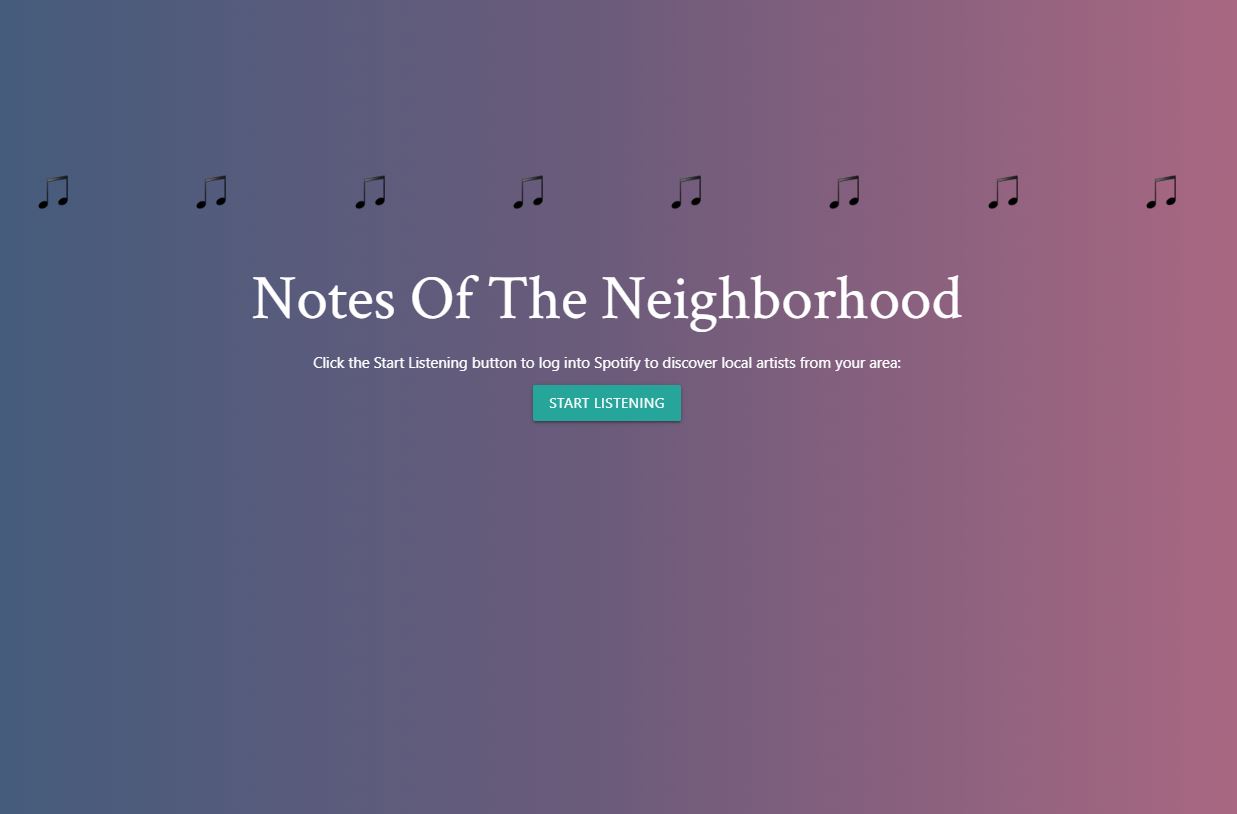 Notes Of The Neighborhood
Click the Start Listening button to log into Spotify to discover local artists from your area:
START LISTENING